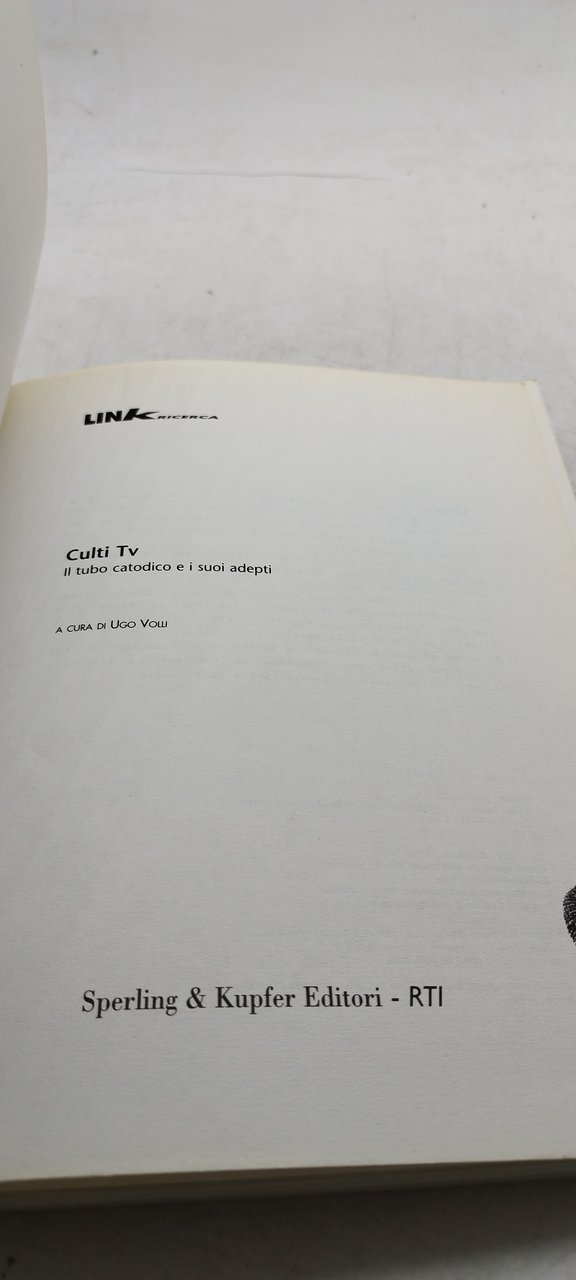 LINK RICERCA
Culti Tv
Il tubo catodico e i suoi adepti
A CURA DI UGO VOLLI
Sperling & Kupfer Editori - RTI